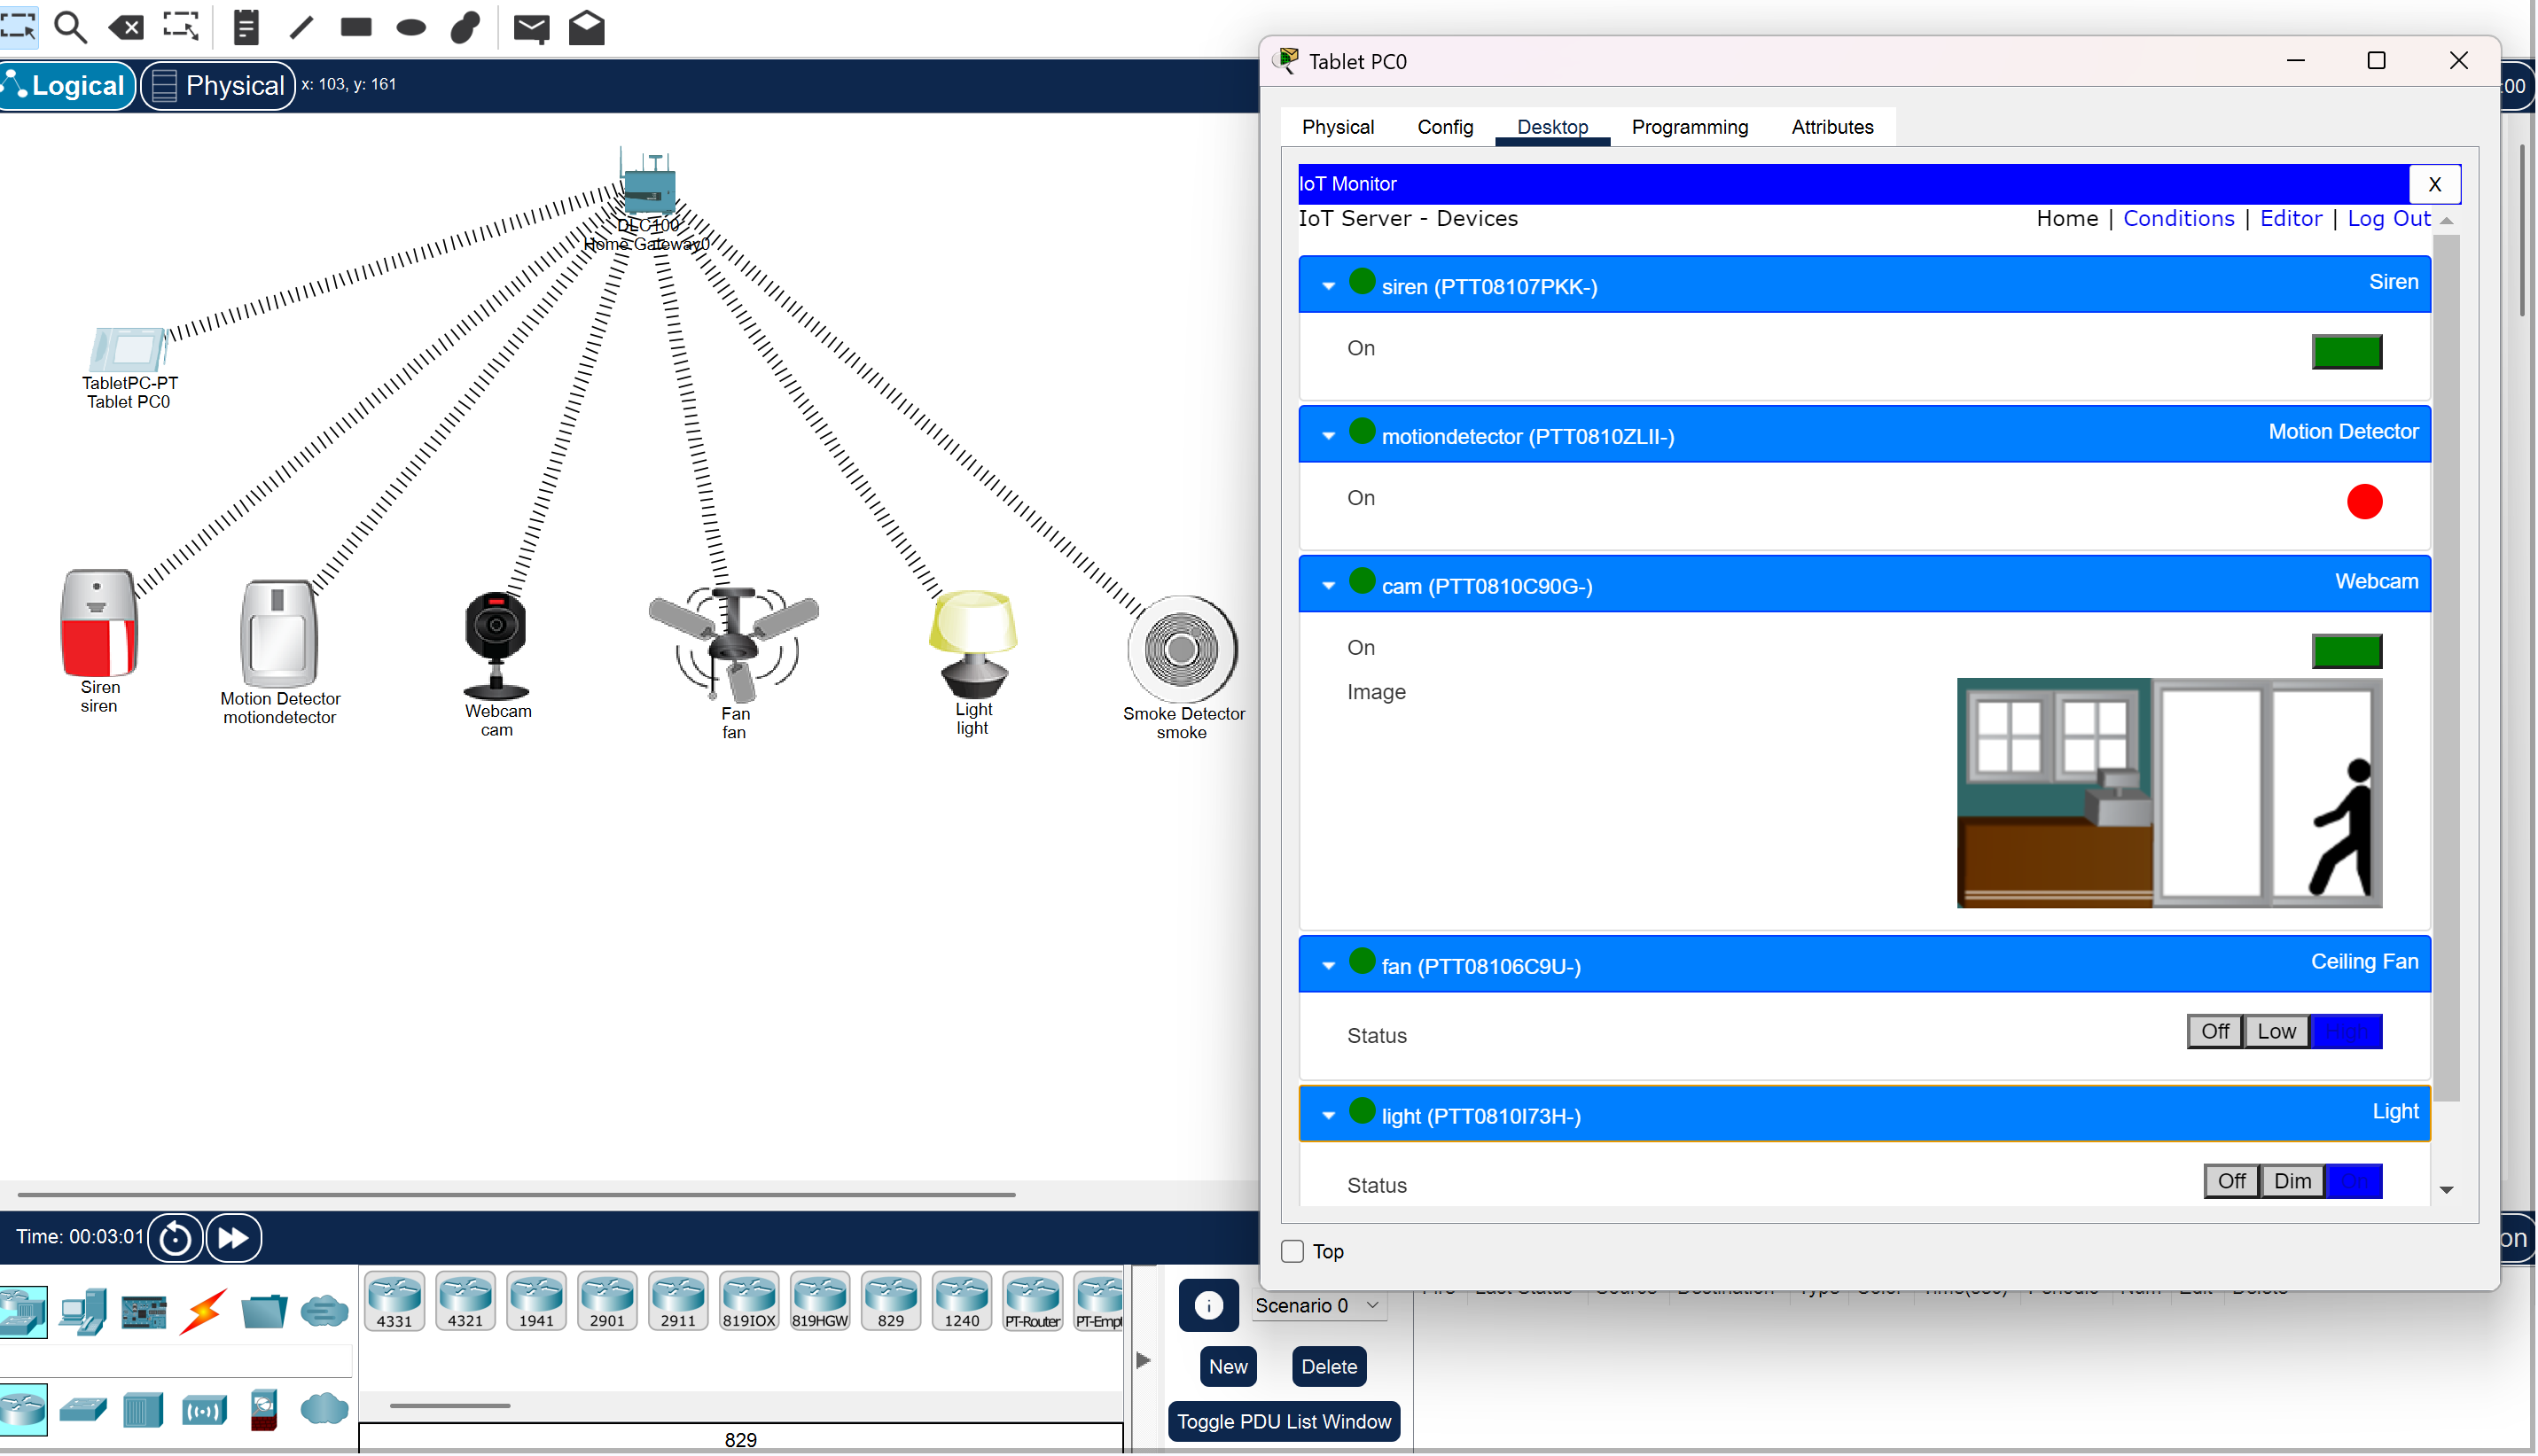 Logical
Physical
x: 103, y: 161
DLC100
Home Gateway0
TabletPC-PT
Tablet PC0
Siren
siren
Motion Detector
motiondetector
Webcam
cam
Fan
fan
Light
light
Smoke Detector
smoke
Tablet PC0
:00
Physical
Config
Desktop
Programming
Attributes
IoT Monitor
X
IoT Server - Devices
Home | Conditions | Editor | Log Out
siren (PTT08107PKK-)
Siren
On
motiondetector (PTT0810ZLII-)
Motion Detector
On
cam (PTT0810C90G-)
Webcam
On
Image
fan (PTT08106C9U-)
Ceiling Fan
Status
Off
Low
High
light (PTT0810I73H-)
Light
Status
Off
Dim
Top
Time: 00:03:01
on
4331
4321
1941
2901
2911
819IOX
819HGW
829
1240
PT-Router
PT-Empt
829
Scenario 0
New
Delete
Toggle PDU List Window